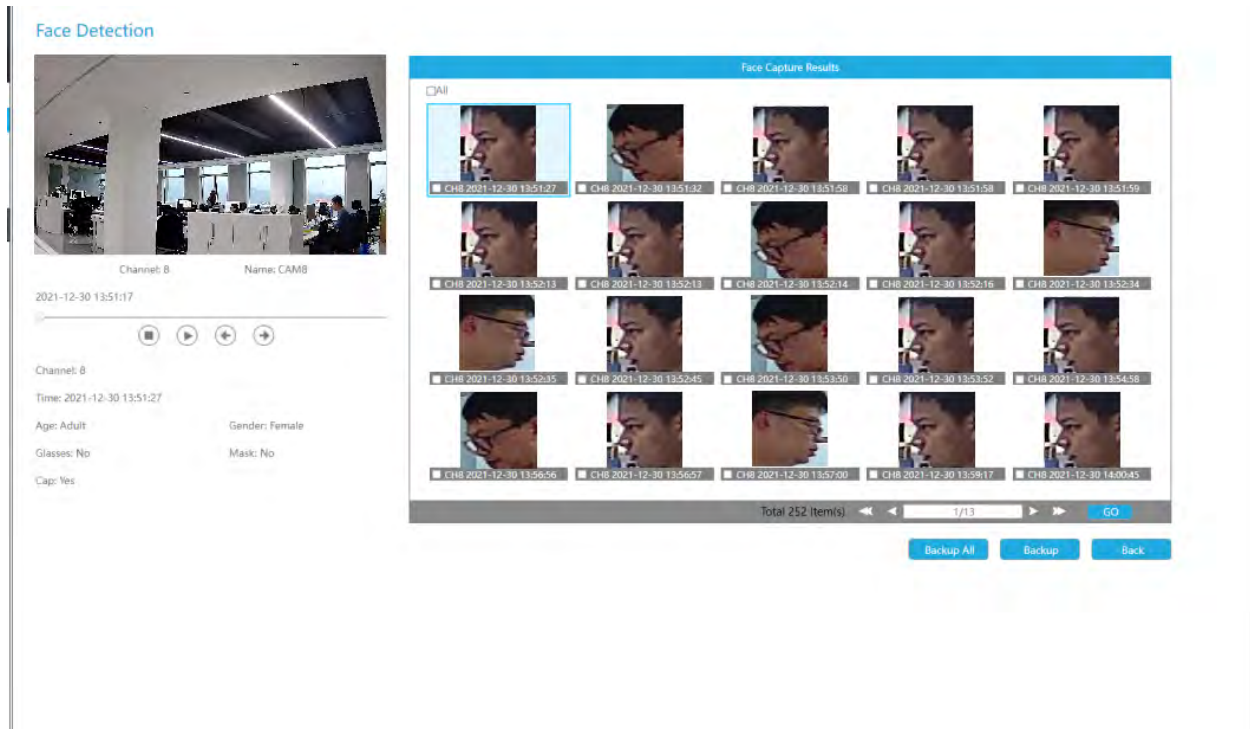 Face Detection
Channel: 8 Name: CAM8
2021-12-30 13:51:17
Channel: 8
Time: 2021-12-30 13:51:27
Age: Adult Gender: Female
Glasses: No Mask: No
Cap: Yes
Face Capture Results
All
CH8 2021-12-30 13:51:27 CH8 2021-12-30 13:51:32 CH8 2021-12-30 13:51:58 CH8 2021-12-30 13:51:58 CH8 2021-12-30 13:51:59
CH8 2021-12-30 13:52:13 CH8 2021-12-30 13:52:13 CH8 2021-12-30 13:52:14 CH8 2021-12-30 13:52:16 CH8 2021-12-30 13:52:34
CH8 2021-12-30 13:52:35 CH8 2021-12-30 13:52:45 CH8 2021-12-30 13:53:50 CH8 2021-12-30 13:53:52 CH8 2021-12-30 13:54:58
CH8 2021-12-30 13:56:56 CH8 2021-12-30 13:56:57 CH8 2021-12-30 13:57:00 CH8 2021-12-30 13:59:17 CH8 2021-12-30 14:00:45
Total 252 Item(s) 1/13 GO
Backup All Backup Back